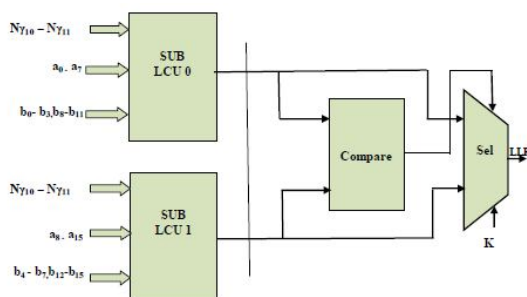 Nγ₁₀ – Nγ₁₁
a₀ - a₇
b₀- b₃,b₈-b₁₁
SUB
LCU 0
Compare
Sel
LLR
K
Nγ₁₀ – Nγ₁₁
a₈ - a₁₅
b₄ - b₇,b₁₂-b₁₅
SUB
LCU 1